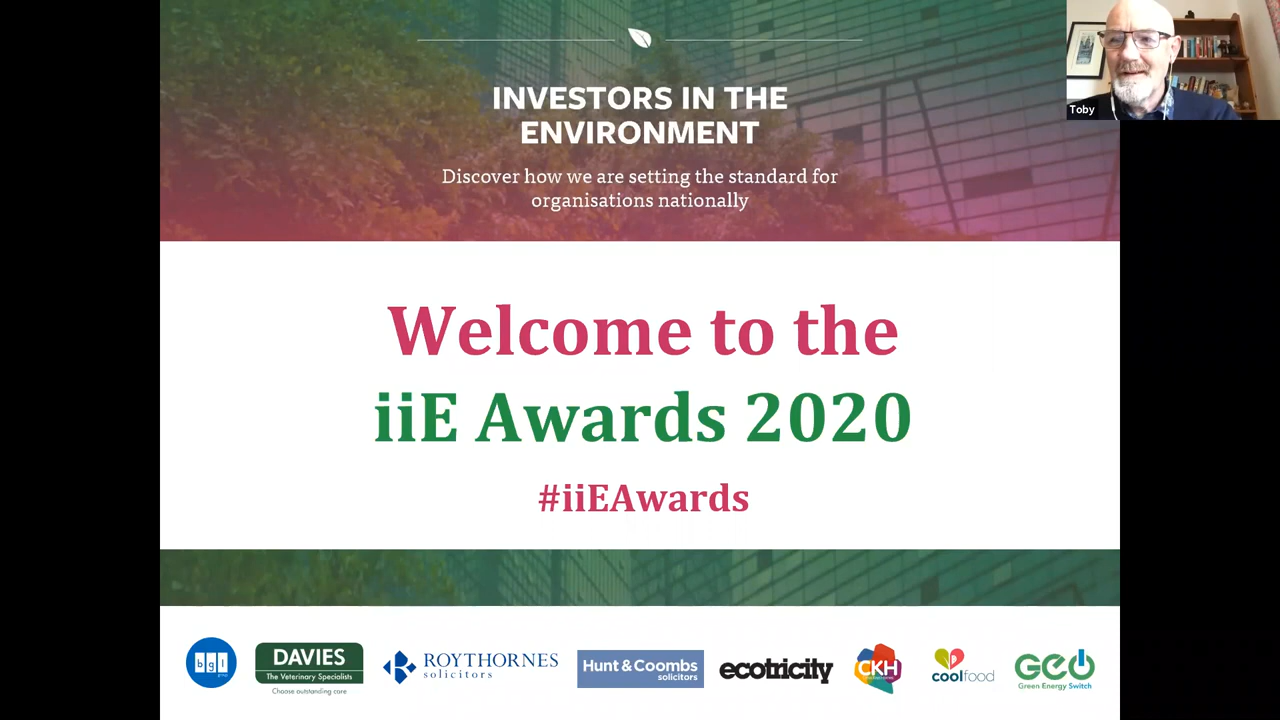 INVESTORS IN THE
ENVIRONMENT
Discover how we are setting the standard for
organisations nationally
Toby
Welcome to the
iiE Awards 2020
#iiEAwards
bgl
group
DAVIES
The Veterinary Specialists
Choose outstanding care
ROYTHORNES
solicitors
Hunt & Coombs
solicitors
ecotricity
CKH
coolfood
GEO
Green Energy Switch